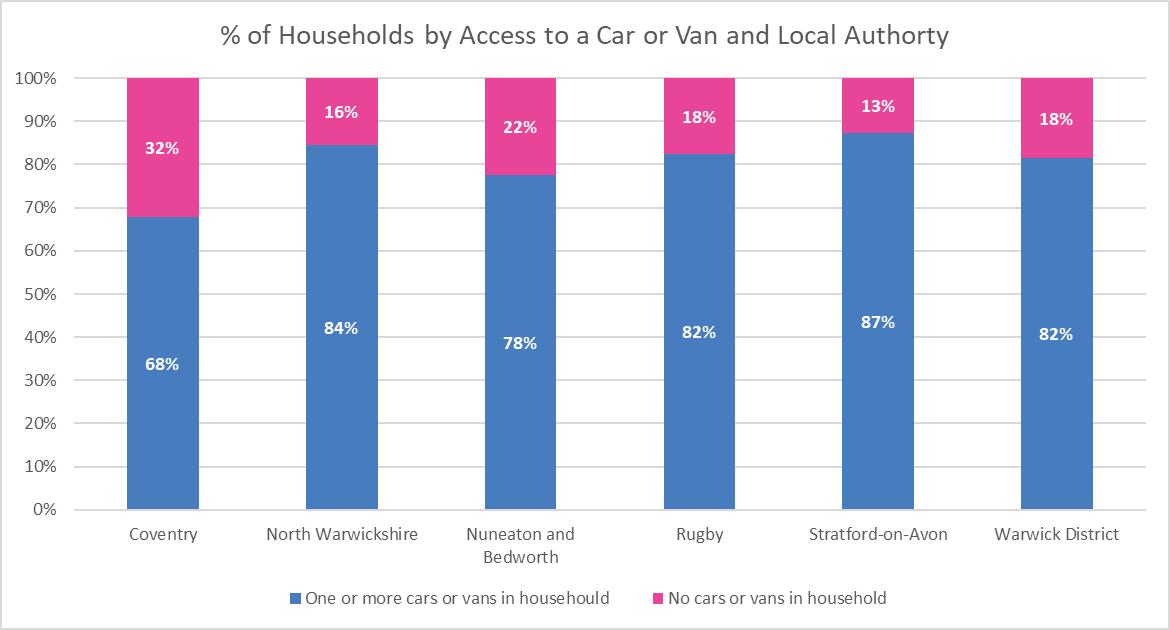 % of Households by Access to a Car or Van and Local Authorty
100%
90%
80%
70%
60%
50%
40%
30%
20%
10%
0%
32%
16%
22%
18%
13%
18%
68%
84%
78%
82%
87%
82%
Coventry
North Warwickshire
Nuneaton and
Bedworth
Rugby
Stratford-on-Avon
Warwick District
One or more cars or vans in househould
No cars or vans in household